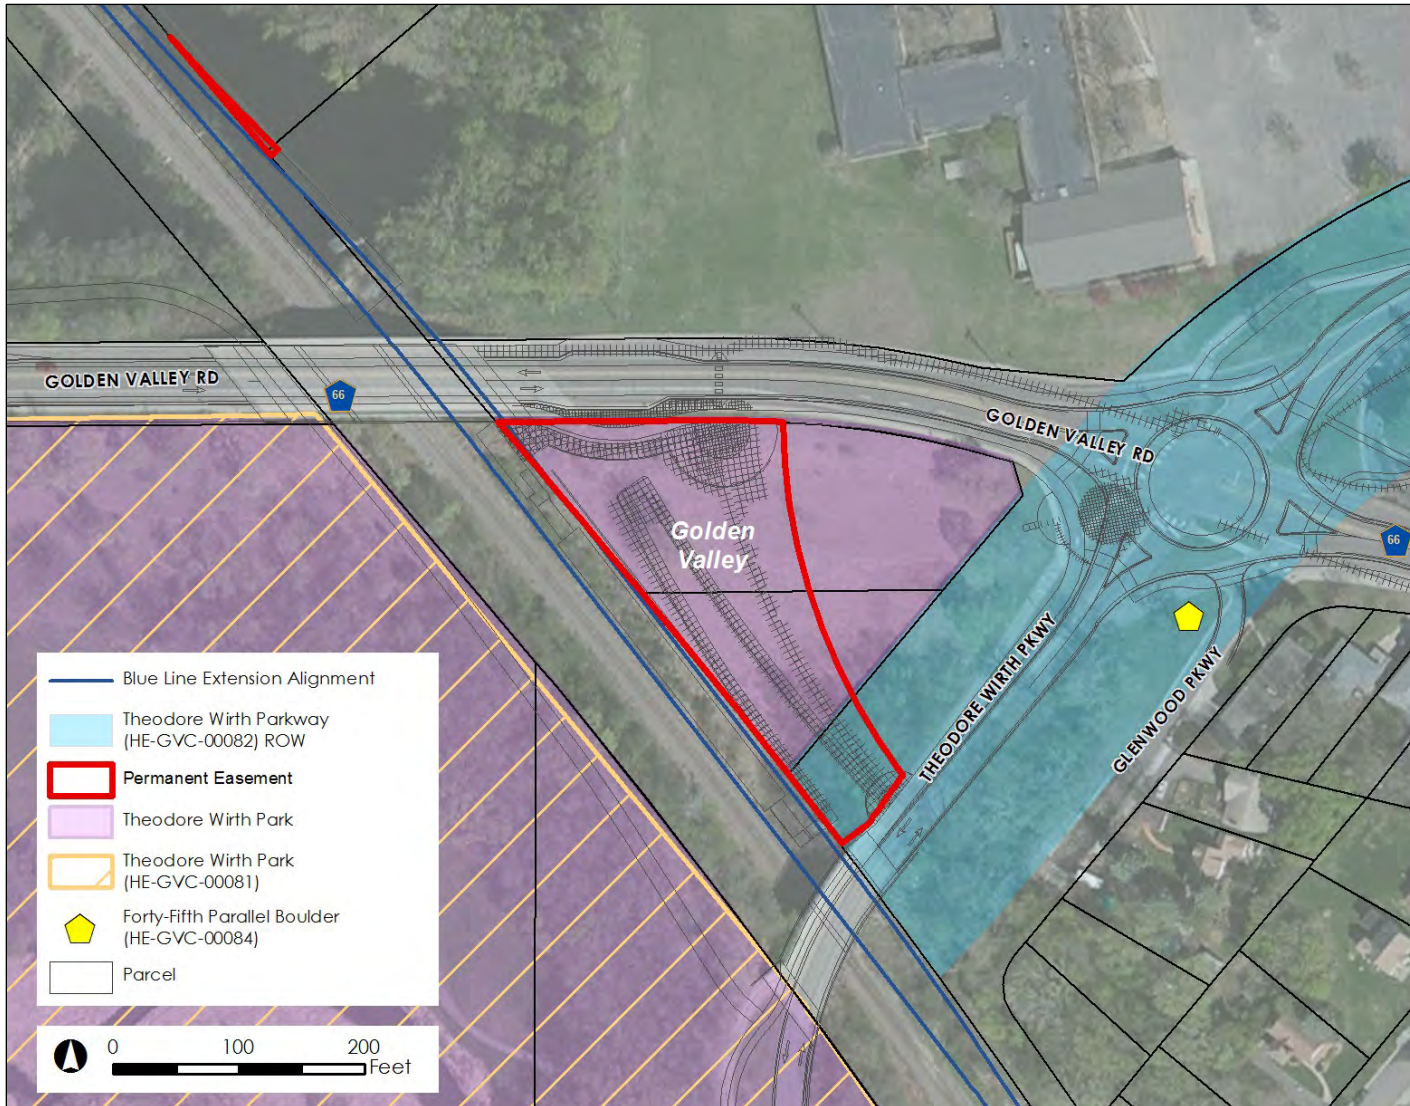 GOLDEN VALLEY RD
66
GOLDEN VALLEY RD
66
Golden
Valley
THEODORE WIRTH PKWY
GLENWOOD PKWY
Blue Line Extension Alignment
Theodore Wirth Parkway
(HE-GVC-00082) ROW
Permanent Easement
Theodore Wirth Park
Theodore Wirth Park
(HE-GVC-00081)
Forty-Fifth Parallel Boulder
(HE-GVC-00084)
Parcel
0 100 200
Feet